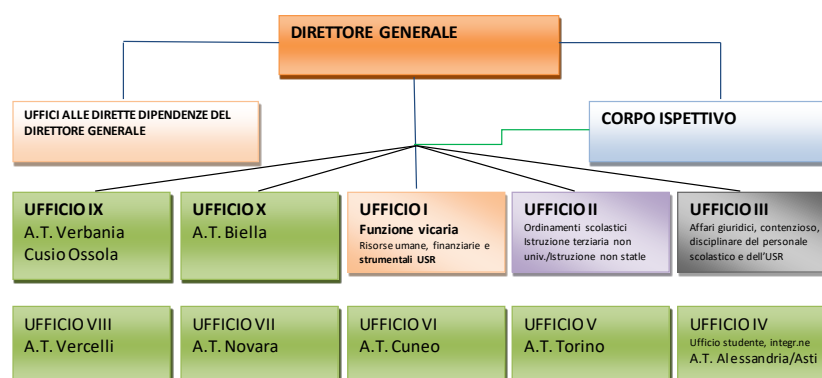 DIRETTORE GENERALE
UFFICI ALLE DIRETTE DIPENDENZE DEL
DIRETTORE GENERALE
CORPO ISPETTIVO
UFFICIO IX
A.T. Verbania
Cusio Ossola
UFFICIO X
A.T. Biella
UFFICIO I
Funzione vicaria
Risorse umane, finanziarie e
strumentali USR
UFFICIO II
Ordinamenti scolastici
Istruzione terziaria non
univ./Istruzione non statle
UFFICIO III
Affari giuridici, contenzioso,
disciplinare del personale
scolastico e dell'USR
UFFICIO VIII
A.T. Vercelli
UFFICIO VII
A.T. Novara
UFFICIO VI
A.T. Cuneo
UFFICIO V
A.T. Torino
UFFICIO IV
Ufficio studente, integr.ne
A.T. Alessandria/Asti